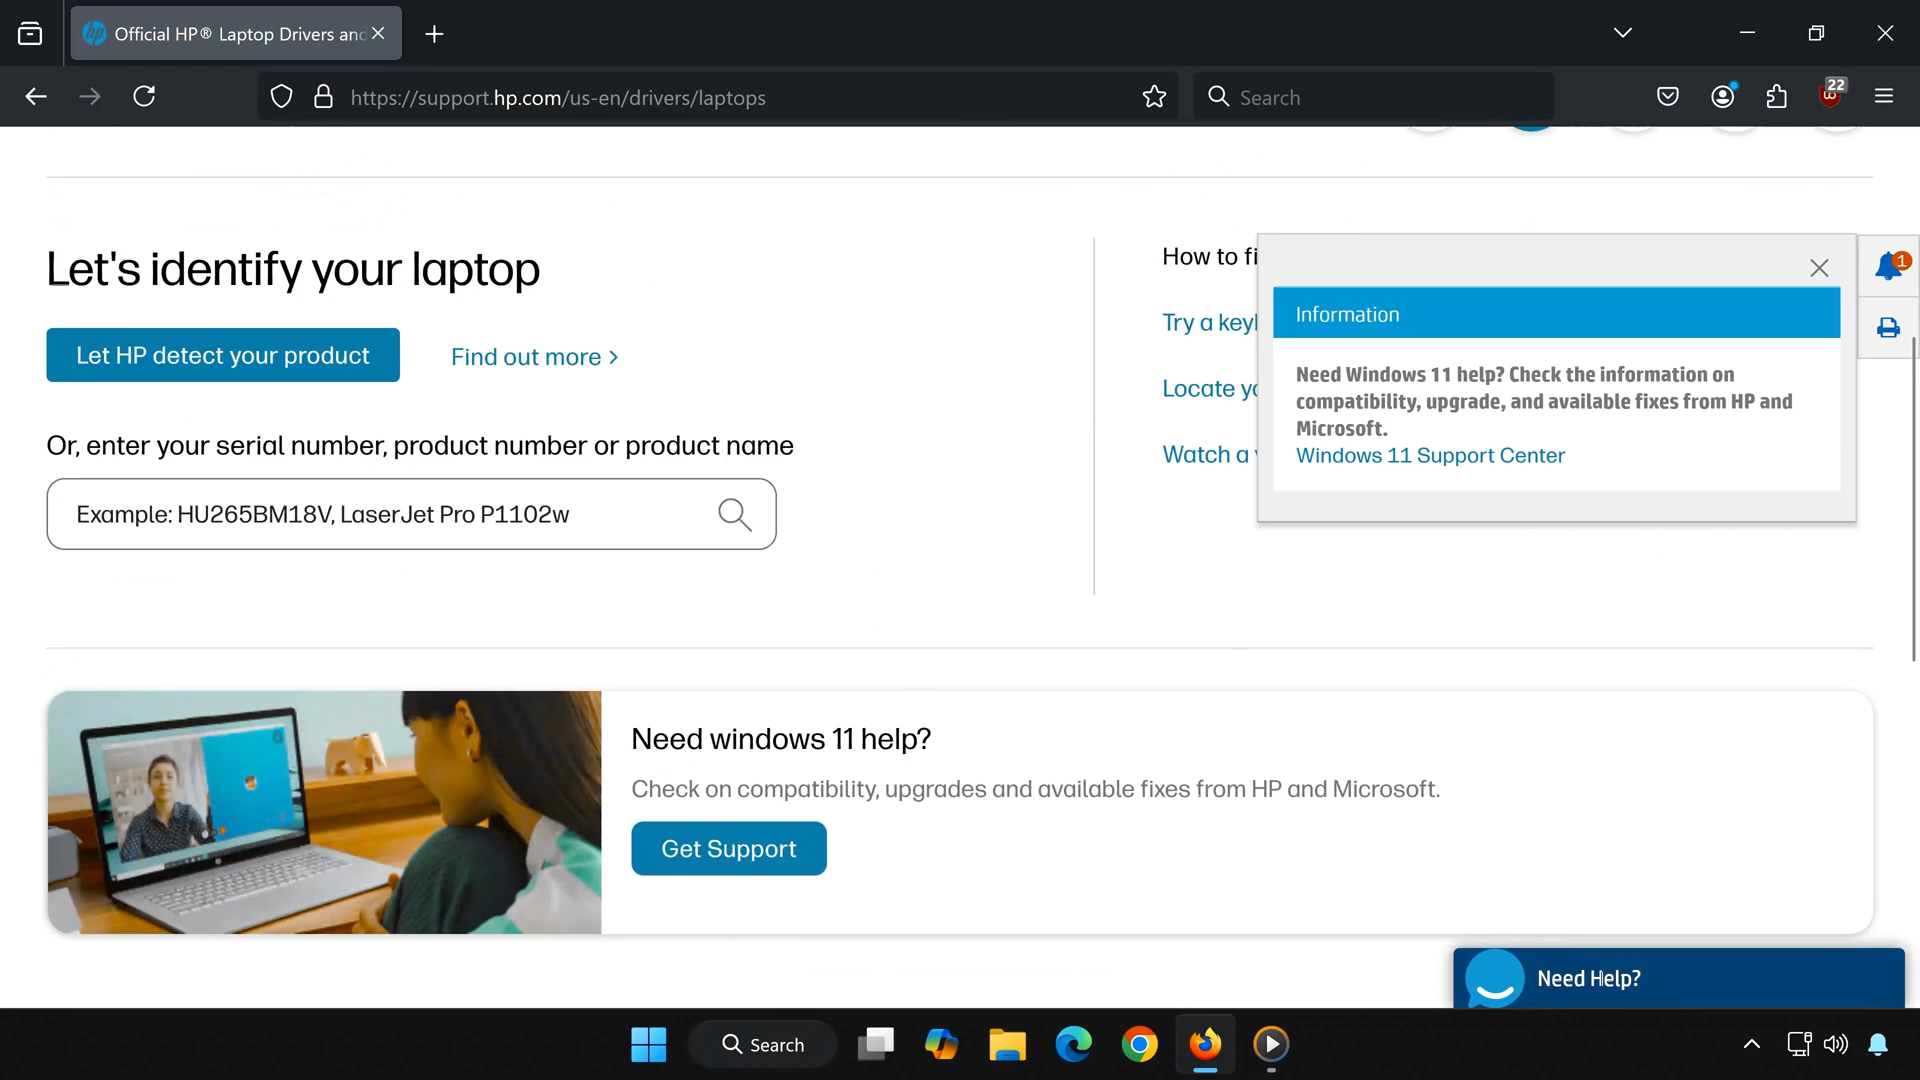 Official HP® Laptop Drivers and
https://support.hp.com/us-en/drivers/laptops
Search
22
Let's identify your laptop
Let HP detect your product
Find out more >
Or, enter your serial number, product number or product name
Example: HU265BM18V, LaserJet Pro P1102w
How to fi
Try a keyb
Locate yo
Watch a v
Information
Need Windows 11 help? Check the information on
compatibility, upgrade, and available fixes from HP and
Microsoft.
Windows 11 Support Center
1
Need windows 11 help?
Check on compatibility, upgrades and available fixes from HP and Microsoft.
Get Support
Need Help?
Search